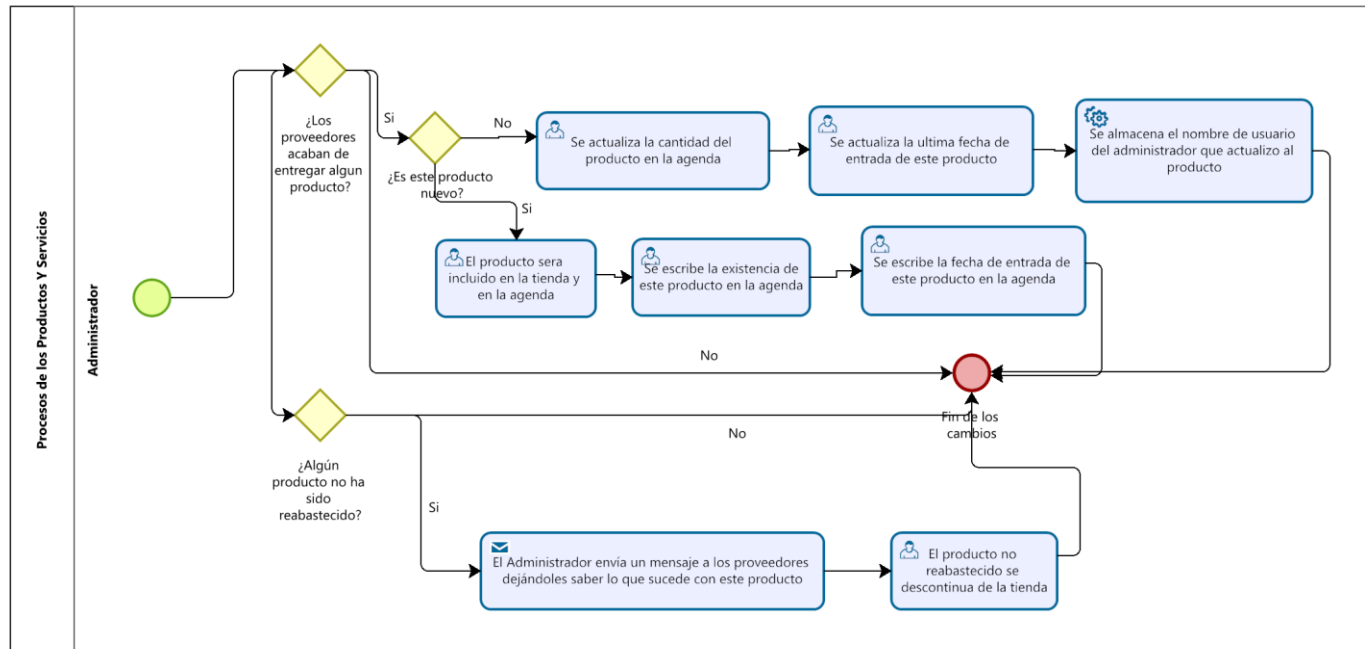 Procesos de los Productos Y Servicios
Administrador
¿Los
proveedores
acaban de
entregar algun
producto?
Si
¿Es este producto
nuevo?
No
Se actualiza la cantidad del
producto en la agenda
Se actualiza la ultima fecha de
entrada de este producto
Se almacena el nombre de usuario
del administrador que actualizo al
producto
Si
El producto sera
incluido en la tienda y
en la agenda
Se escribe la existencia de
este producto en la agenda
Se escribe la fecha de entrada de
este producto en la agenda
No
Fin de los
cambios
No
¿Algún
producto no ha
sido
reabastecido?
Si
El Administrador envía un mensaje a los proveedores
dejándoles saber lo que sucede con este producto
El producto no
reabastecido se
descontinua de la tienda